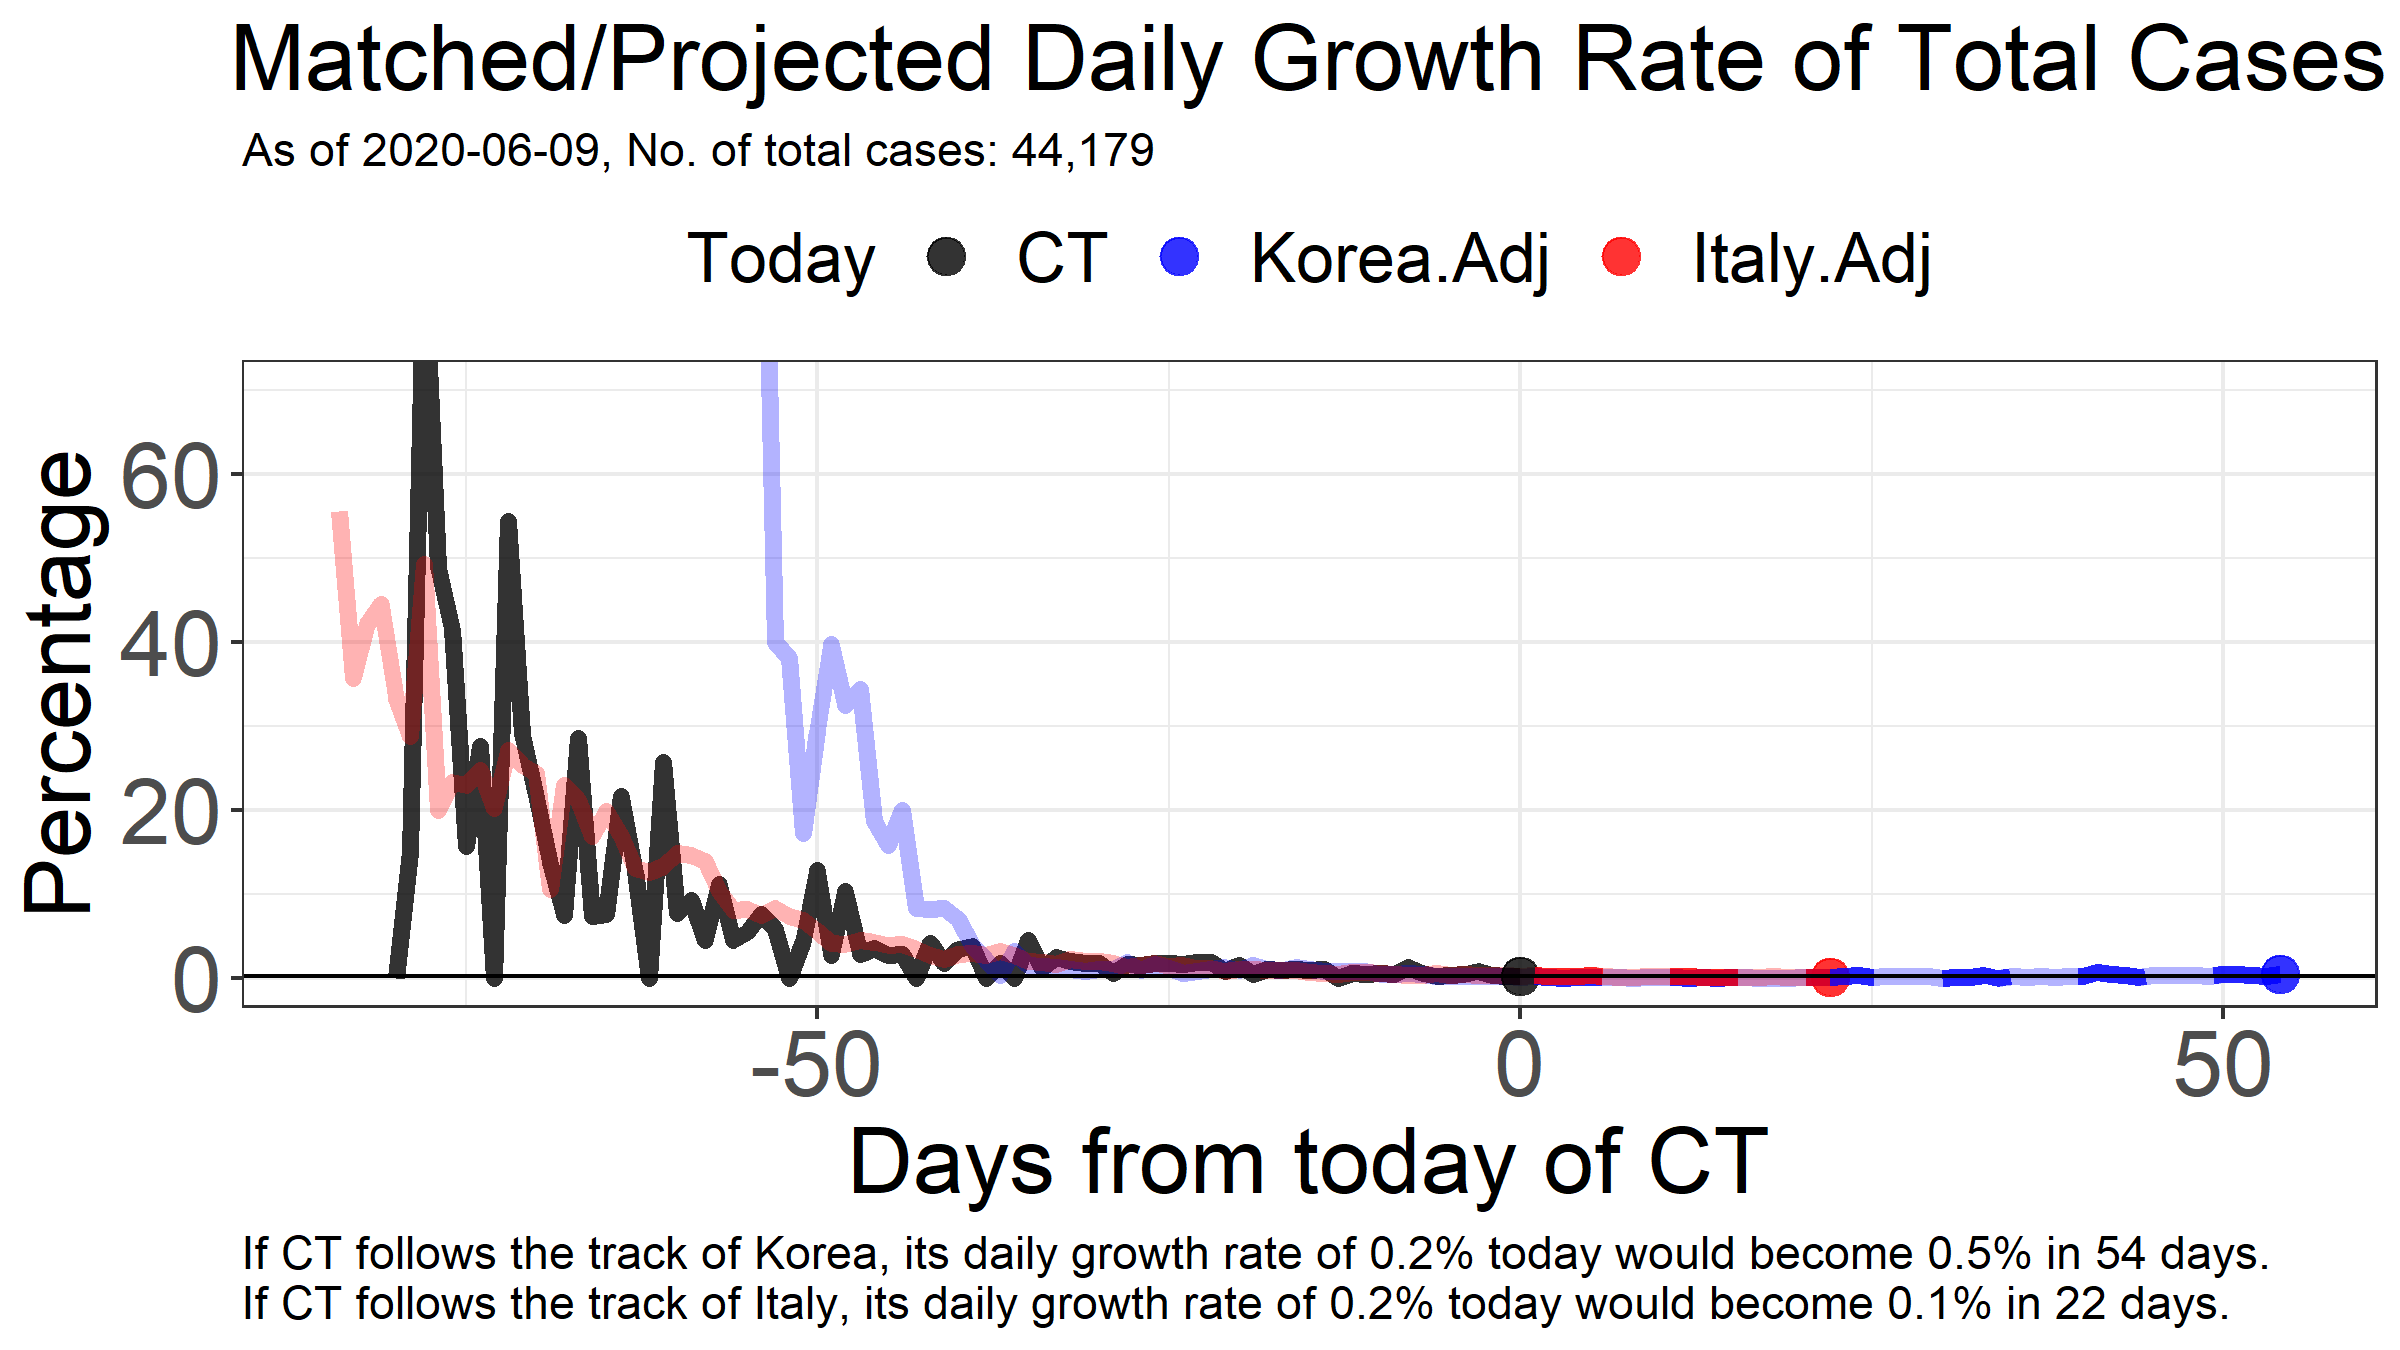 Matched/Projected Daily Growth Rate of Total Cases
As of 2020-06-09, No. of total cases: 44,179
Today CT Korea.Adj Italy.Adj
Percentage
60
40
20
0
-50 0 50
Days from today of CT
If CT follows the track of Korea, its daily growth rate of 0.2% today would become 0.5% in 54 days.
If CT follows the track of Italy, its daily growth rate of 0.2% today would become 0.1% in 22 days.